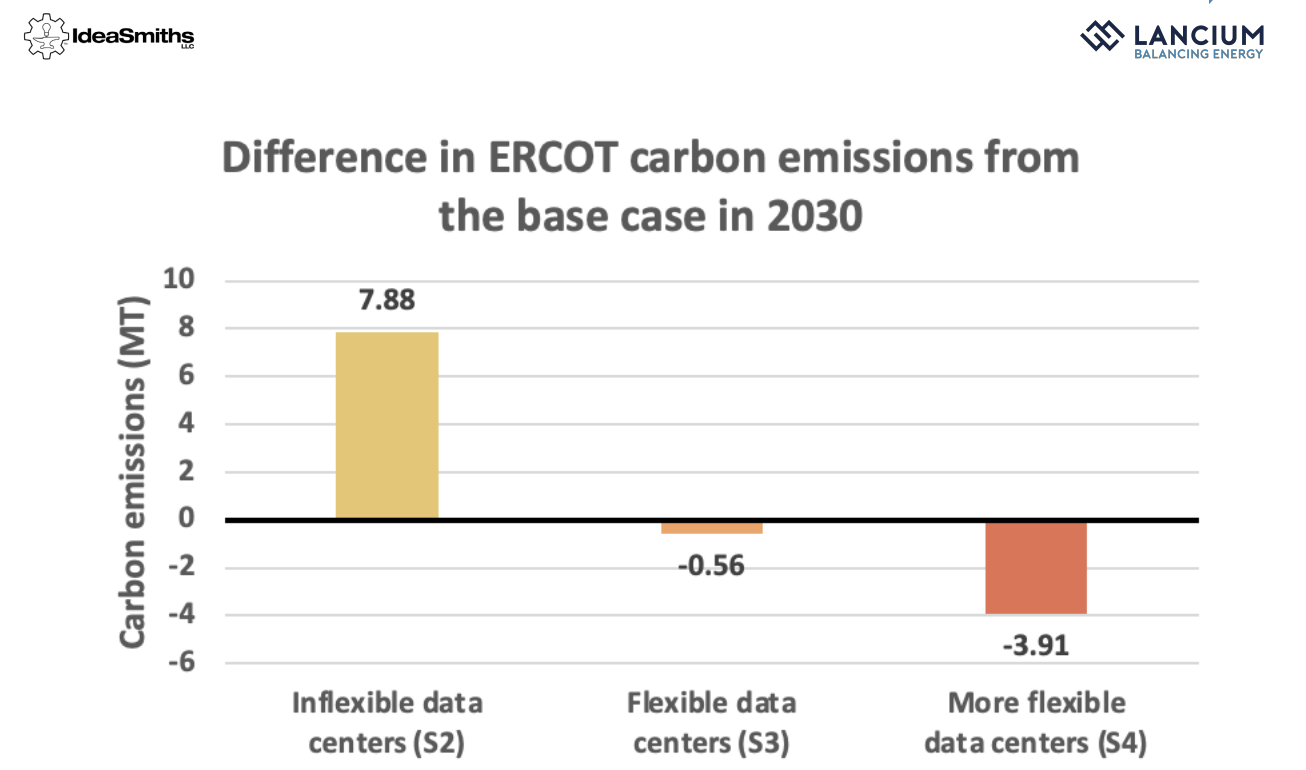 IdeaSmiths
LLC
LANCIUM
BALANCING ENERGY
Difference in ERCOT carbon emissions from
the base case in 2030
Carbon emissions (MT)
10
8
6
4
2
0
-2
-4
-6
7.88
-0.56
-3.91
Inflexible data
centers (S2)
Flexible data
centers (S3)
More flexible
data centers (S4)